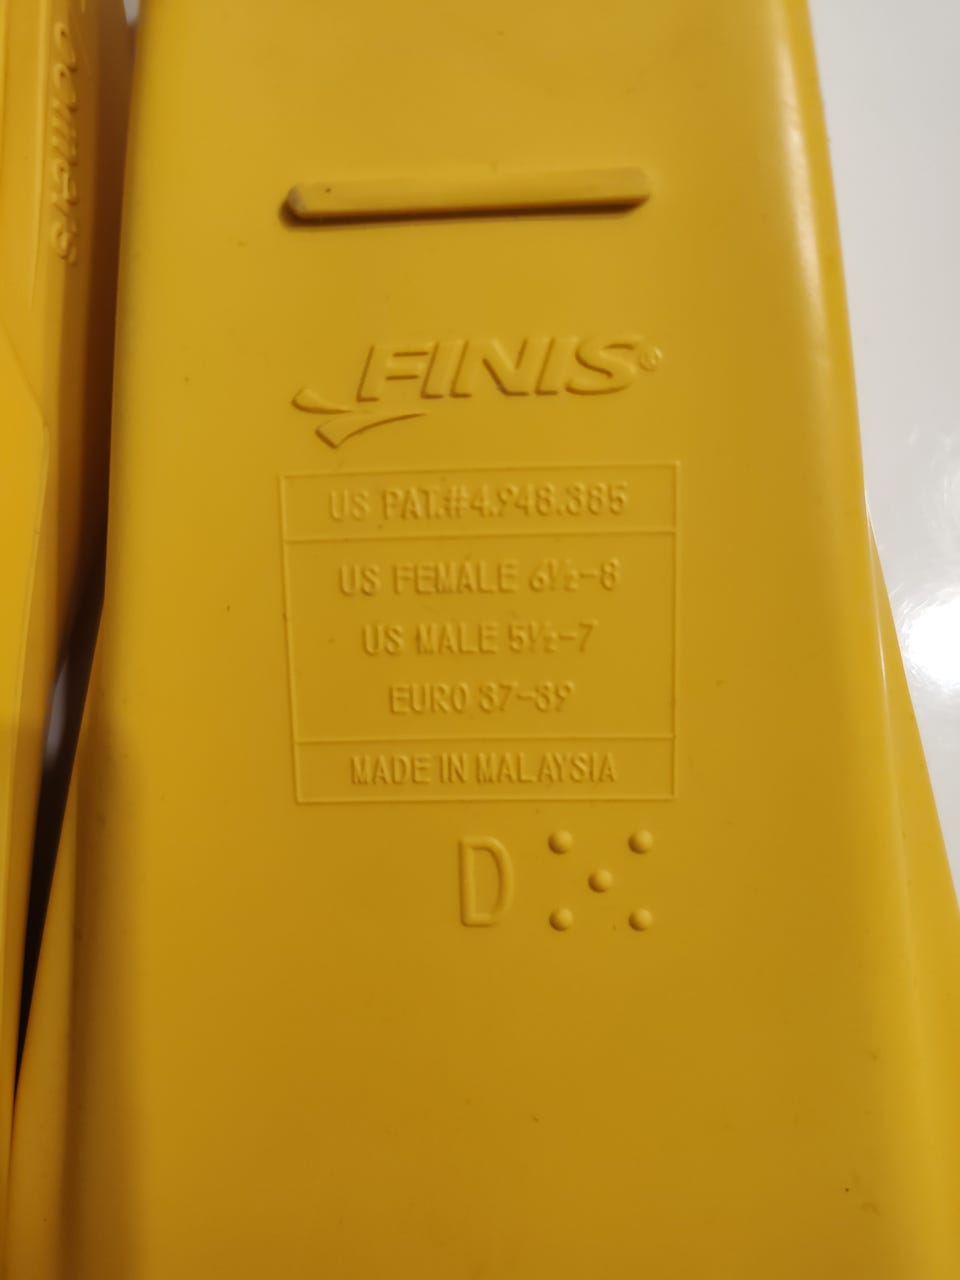 zoomers
FINIS®
US PAT.#4.948.385
US FEMALE 6½-8
US MALE 5½-7
EURO 37-39
MADE IN MALAYSIA
D